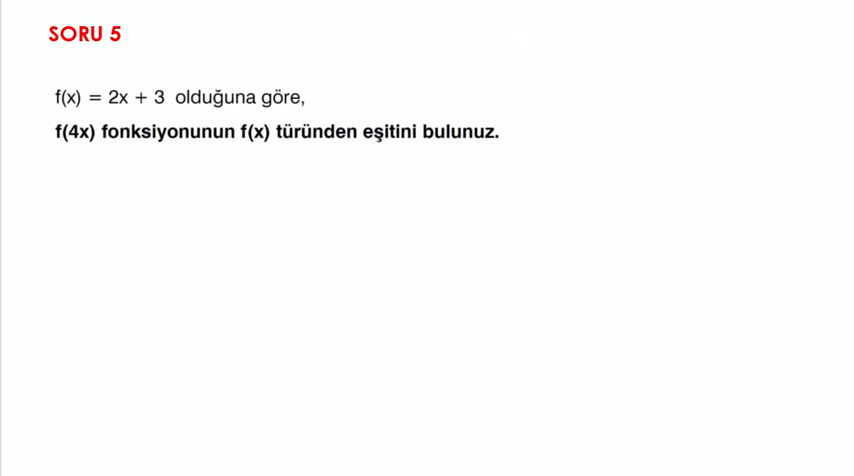 SORU 5
f(x) = 2x + 3 olduğuna göre,
f(4x) fonksiyonunun f(x) türünden eşitini bulunuz.